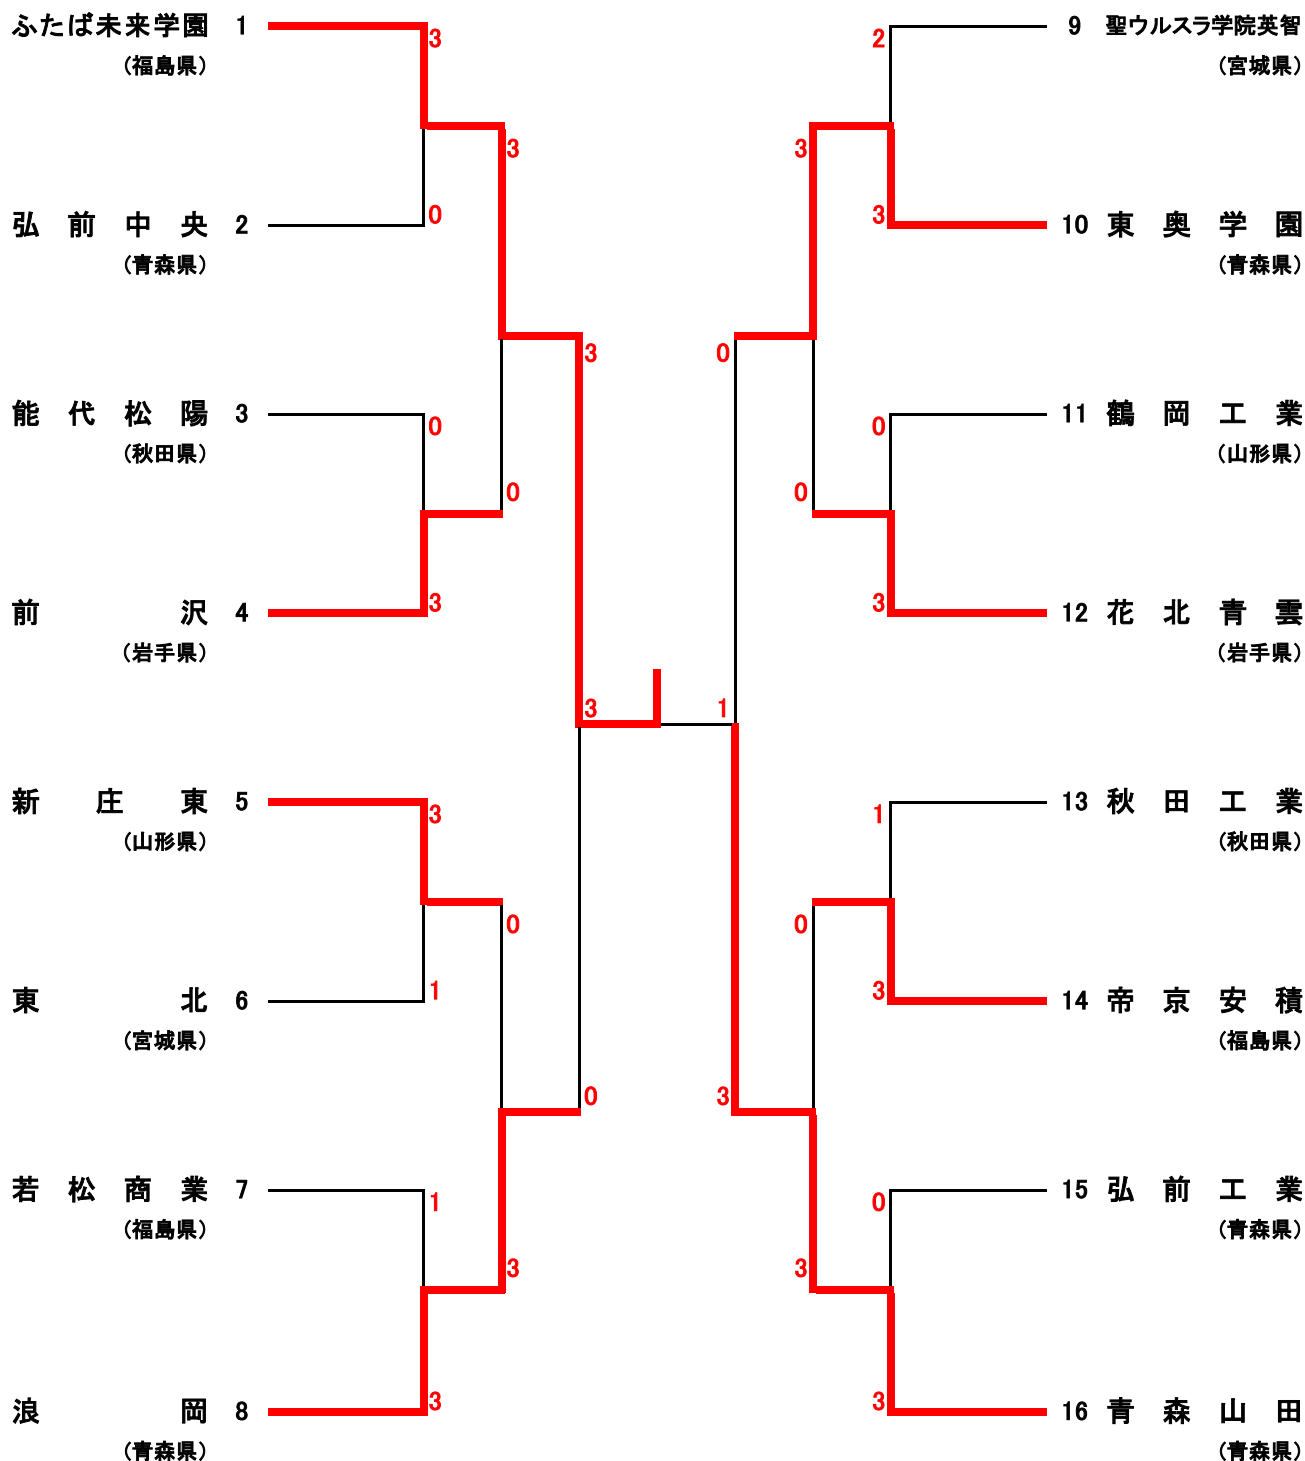 ふたば未来学園 1
(福島県)
3
3
0
弘前中央 2
(青森県)
能代松陽 3
(秋田県)
0
0
3
前沢 4
(岩手県)
3
3
新庄東 5
(山形県)
3
0
1
東北 6
(宮城県)
0
若松商業 7
(福島県)
1
3
3
浪岡 8
(青森県)
2
9 聖ウルスラ学院英智
(宮城県)
3
3
10 東奥学園
(青森県)
0
0
11 鶴岡工業
(山形県)
0
3
12 花北青雲
(岩手県)
1
1
13 秋田工業
(秋田県)
0
3
14 帝京安積
(福島県)
3
0
15 弘前工業
(青森県)
3
3
16 青森山田
(青森県)